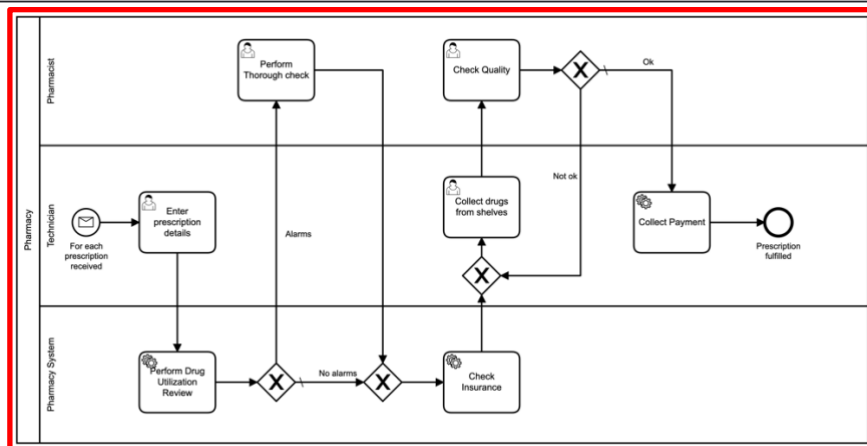 Pharmacy
Pharmacist
Perform
Thorough check
Check Quality
X
Ok
Technician
For each
prescription
received
Enter
prescription
details
Alarms
Collect drugs
from shelves
Not ok
X
Collect Payment
Prescription
fulfilled
Pharmacy System
Perform Drug
Utilization
Review
X
No alarms
X
Check
Insurance